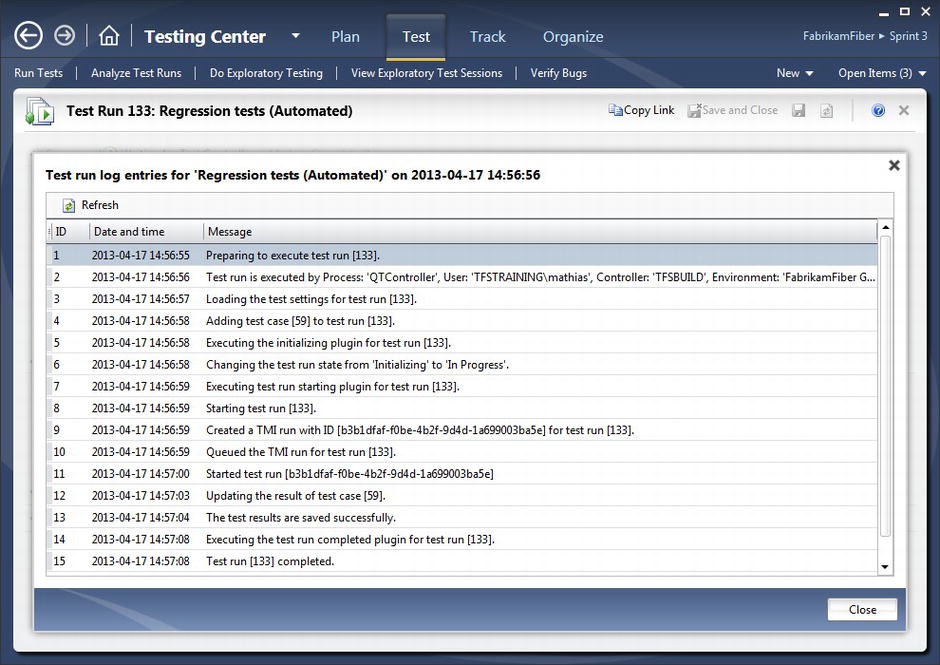 Testing Center Plan Test Track Organize FabrikamFiber ▸ Sprint 3
Run Tests Analyze Test Runs Do Exploratory Testing View Exploratory Test Sessions Verify Bugs New Open Items (3)
Test Run 133: Regression tests (Automated) Copy Link Save and Close
Test run log entries for 'Regression tests (Automated)' on 2013-04-17 14:56:56
Refresh
ID Date and time Message
1 2013-04-17 14:56:55 Preparing to execute test run [133].
2 2013-04-17 14:56:56 Test run is executed by Process: 'QTController', User: 'TFSTRAINING\mathias', Controller: 'TFSBUILD', Environment: 'FabrikamFiber G...
3 2013-04-17 14:56:57 Loading the test settings for test run [133].
4 2013-04-17 14:56:58 Adding test case [59] to test run [133].
5 2013-04-17 14:56:58 Executing the initializing plugin for test run [133].
6 2013-04-17 14:56:58 Changing the test run state from 'Initializing' to 'In Progress'.
7 2013-04-17 14:56:59 Executing test run starting plugin for test run [133].
8 2013-04-17 14:56:59 Starting test run [133].
9 2013-04-17 14:56:59 Created a TMI run with ID [b3b1dfaf-f0be-4b2f-9d4d-1a699003ba5e] for test run [133].
10 2013-04-17 14:56:59 Queued the TMI run for test run [133].
11 2013-04-17 14:57:00 Started test run [b3b1dfaf-f0be-4b2f-9d4d-1a699003ba5e]
12 2013-04-17 14:57:03 Updating the result of test case [59].
13 2013-04-17 14:57:04 The test results are saved successfully.
14 2013-04-17 14:57:08 Executing the test run completed plugin for test run [133].
15 2013-04-17 14:57:08 Test run [133] completed.
Close